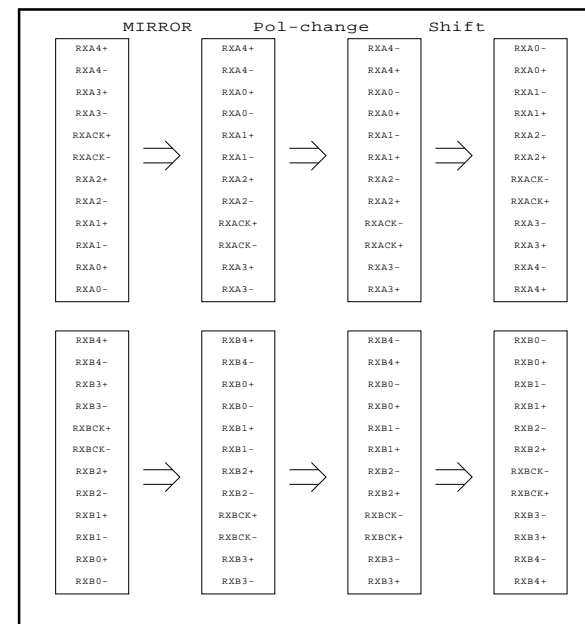 MIRROR Pol-change Shift
RXA4+ RXA4+ RXA4- RXA0-
RXA4- RXA4- RXA4+ RXA0+
RXA3+ RXA0+ RXA0- RXA1-
RXA3- RXA0- RXA0+ RXA1+
RXACK+ RXA1+ RXA1- RXA2-
RXACK- RXA1- RXA1+ RXA2+
RXA2+ RXA2+ RXA2- RXACK-
RXA2- RXA2- RXA2+ RXACK+
RXA1+ RXACK+ RXACK- RXA3-
RXA1- RXACK- RXACK+ RXA3+
RXA0+ RXA3+ RXA3- RXA4-
RXA0- RXA3- RXA3+ RXA4+
RXB4+ RXB4+ RXB4- RXB0-
RXB4- RXB4- RXB4+ RXB0+
RXB3+ RXB0+ RXB0- RXB1-
RXB3- RXB0- RXB0+ RXB1+
RXBCK+ RXB1+ RXB1- RXB2-
RXBCK- RXB1- RXB1+ RXB2+
RXB2+ RXB2+ RXB2- RXBCK-
RXB2- RXB2- RXB2+ RXBCK+
RXB1+ RXBCK+ RXBCK- RXB3-
RXB1- RXBCK- RXBCK+ RXB3+
RXB0+ RXB3+ RXB3- RXB4-
RXB0- RXB3- RXB3+ RXB4+